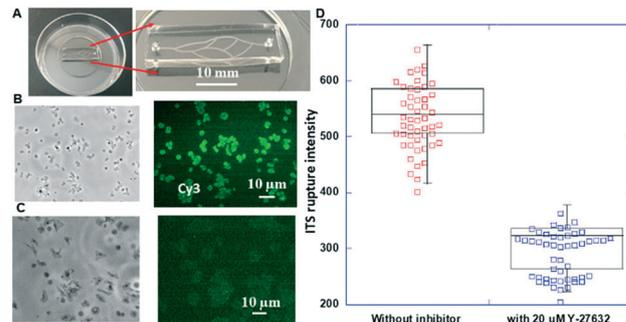 A
10 mm
B
Cy3
10 µm
C
10 µm
D
ITS rupture intensity
700
600
500
400
300
200
Without inhibitor
with 20 µM Y-27632